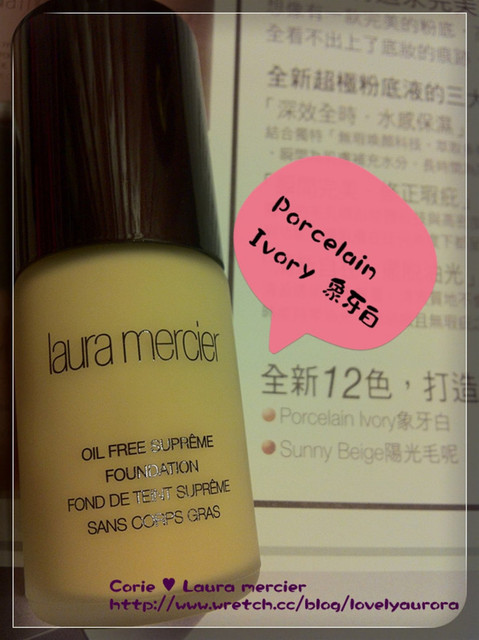 全看不出上了底妝的痕跡
全新超極粉底液的三大
「深效全時，水感保濕」
Porcelain
Ivory 象牙白
laura mercier
OIL FREE SUPRÊME
FOUNDATION
FOND DE TEINT SUPRÊME
SANS CORPS GRAS
全新12色，打造
Porcelain Ivory象牙白
Sunny Beige陽光毛呢
Corie ♥ Laura mercier
http://www.wretch.cc/blog/lovelyaurora